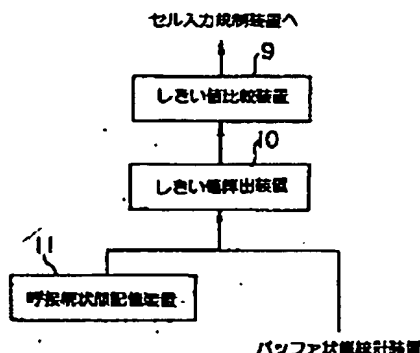 セル入力規制装置へ
9
しきい値比較装置
10
しきい値算出装置
11
呼接続状態記憶装置
バッファ状態統計装置